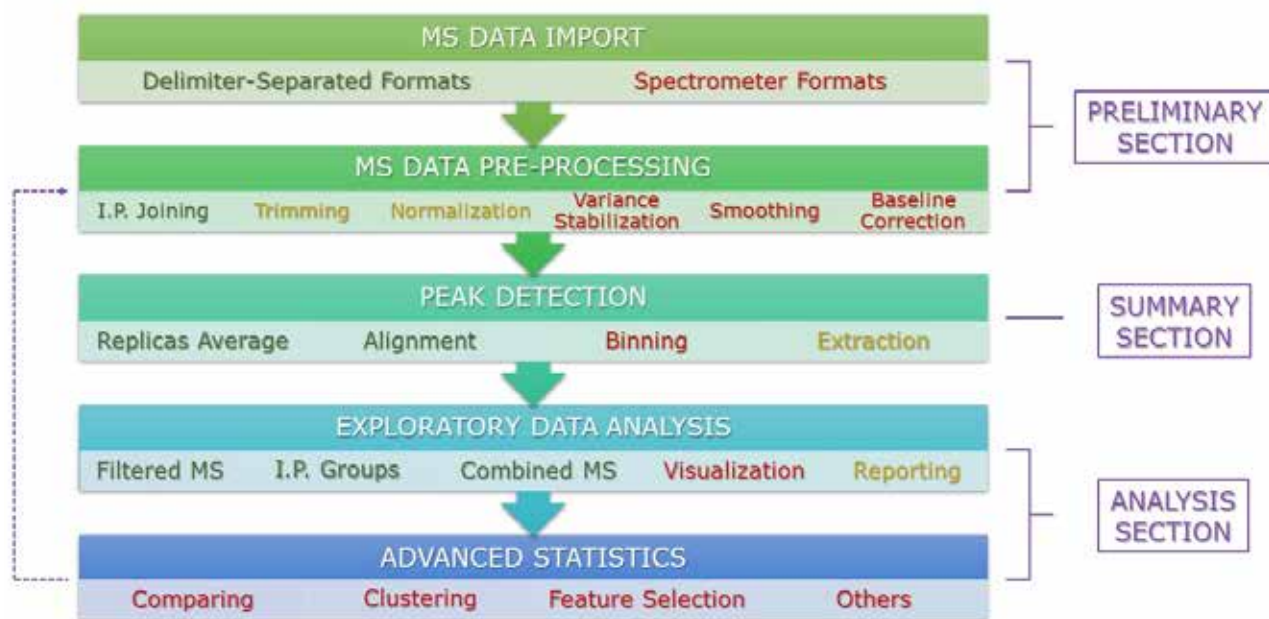 MS DATA IMPORT
Delimiter-Separated Formats
Spectrometer Formats
PRELIMINARY
SECTION
MS DATA PRE-PROCESSING
I.P. Joining
Trimming
Normalization
Variance
Stabilization
Smoothing
Baseline
Correction
PEAK DETECTION
Replicas Average
Alignment
Binning
Extraction
SUMMARY
SECTION
EXPLORATORY DATA ANALYSIS
Filtered MS
I.P. Groups
Combined MS
Visualization
Reporting
ANALYSIS
SECTION
ADVANCED STATISTICS
Comparing
Clustering
Feature Selection
Others